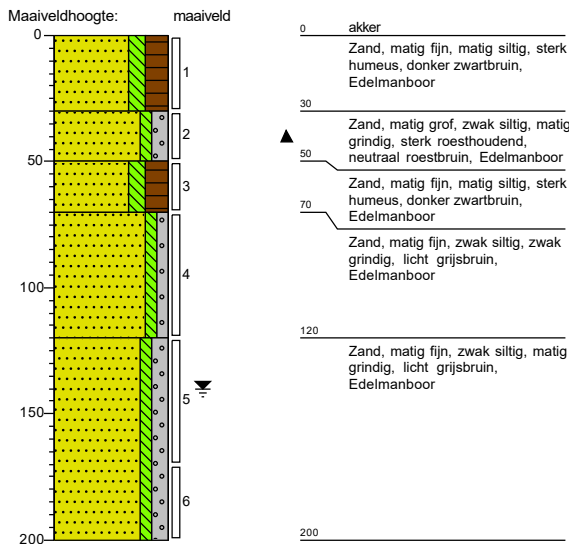 Maaiveldhoogte: maaiveld
0
50
100
150
200
1
2
3
4
5
6
0 akker
Zand, matig fijn, matig siltig, sterk
humeus, donker zwartbruin,
Edelmanboor
30
Zand, matig grof, zwak siltig, matig
grindig, sterk roesthoudend,
neutraal roestbruin, Edelmanboor
50
Zand, matig fijn, matig siltig, sterk
humeus, donker zwartbruin,
Edelmanboor
70
Zand, matig fijn, zwak siltig, zwak
grindig, licht grijsbruin,
Edelmanboor
120
Zand, matig fijn, zwak siltig, matig
grindig, licht grijsbruin,
Edelmanboor
200